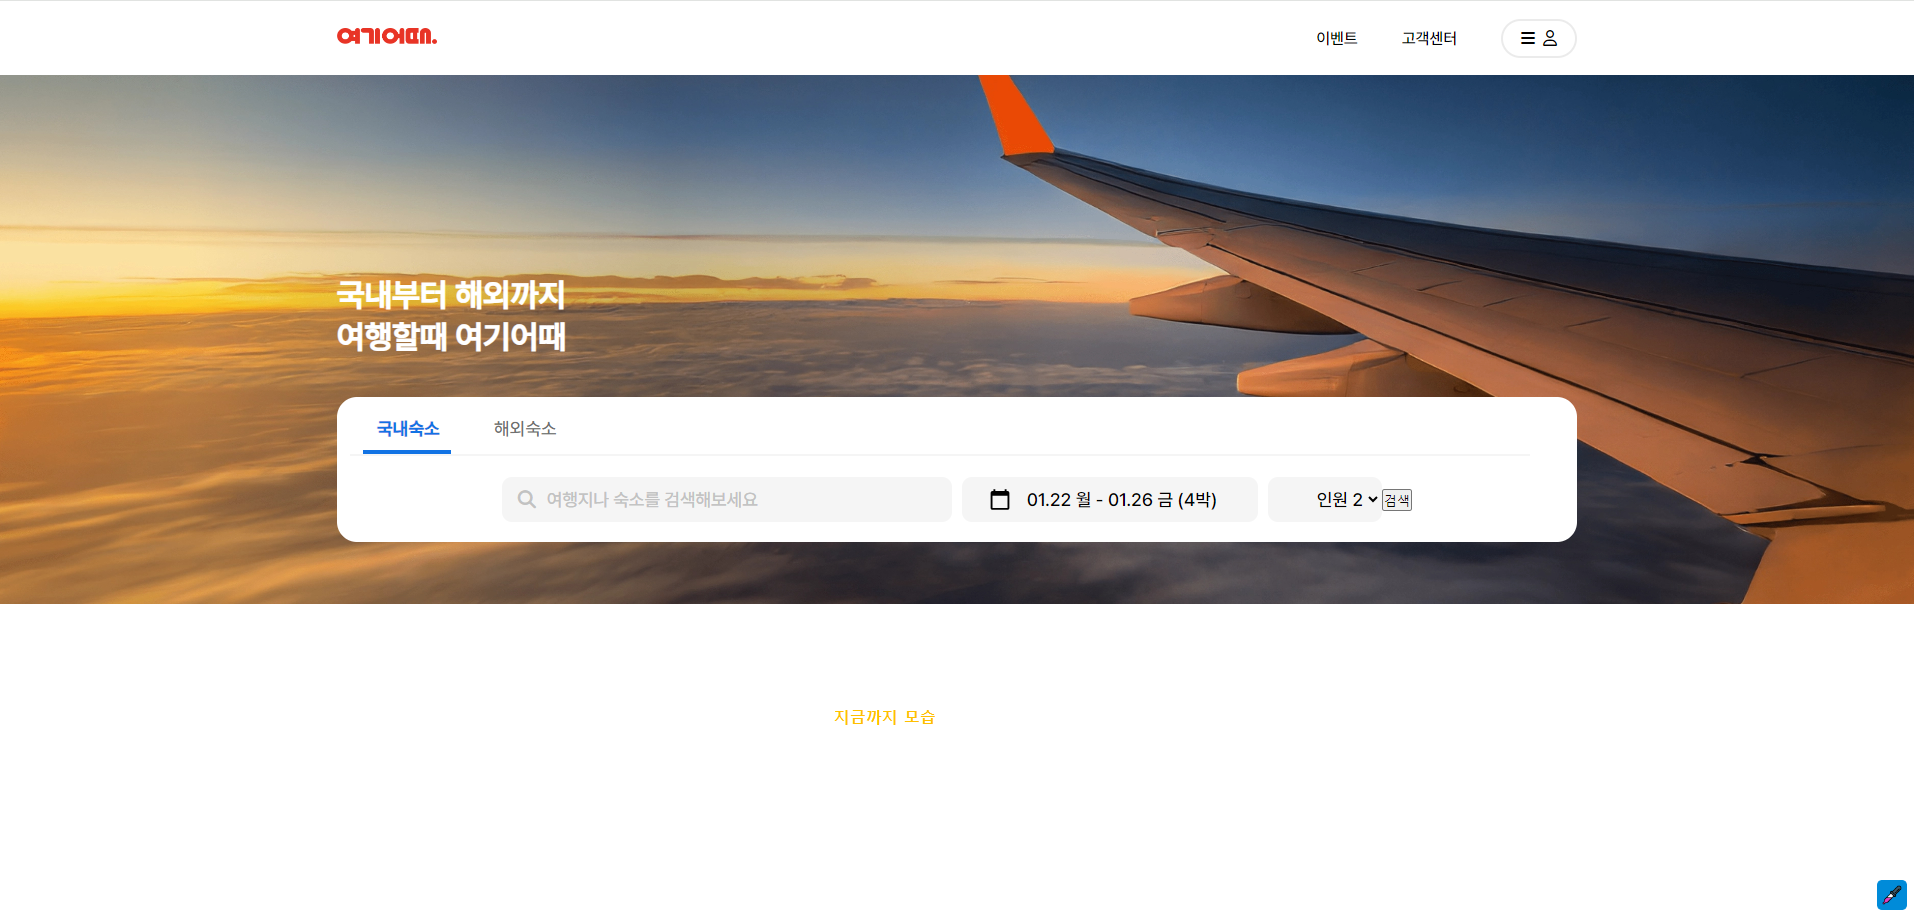 여기어때.
이벤트
고객센터
국내부터 해외까지
여행할때 여기어때
국내숙소
해외숙소
여행지나 숙소를 검색해보세요
01.22 월 - 01.26 금 (4박)
인원 2
검색
지금까지 모습